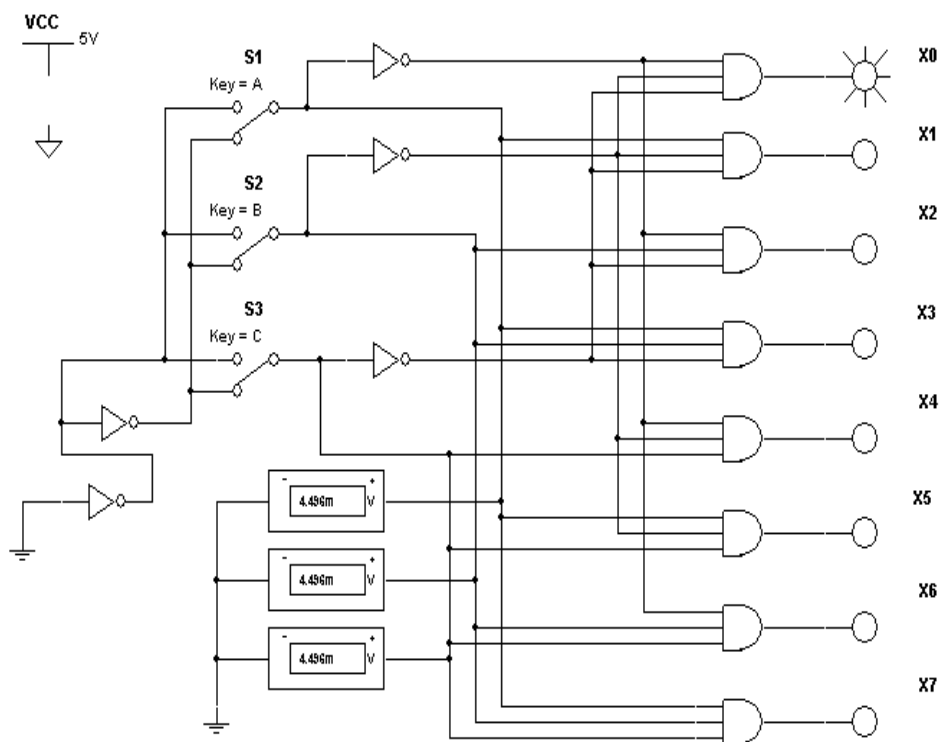 VCC
5V
S1
Key = A
S2
Key = B
S3
Key = C
- +
4.496m V
- +
4.496m V
- +
4.496m V
X0
X1
X2
X3
X4
X5
X6
X7